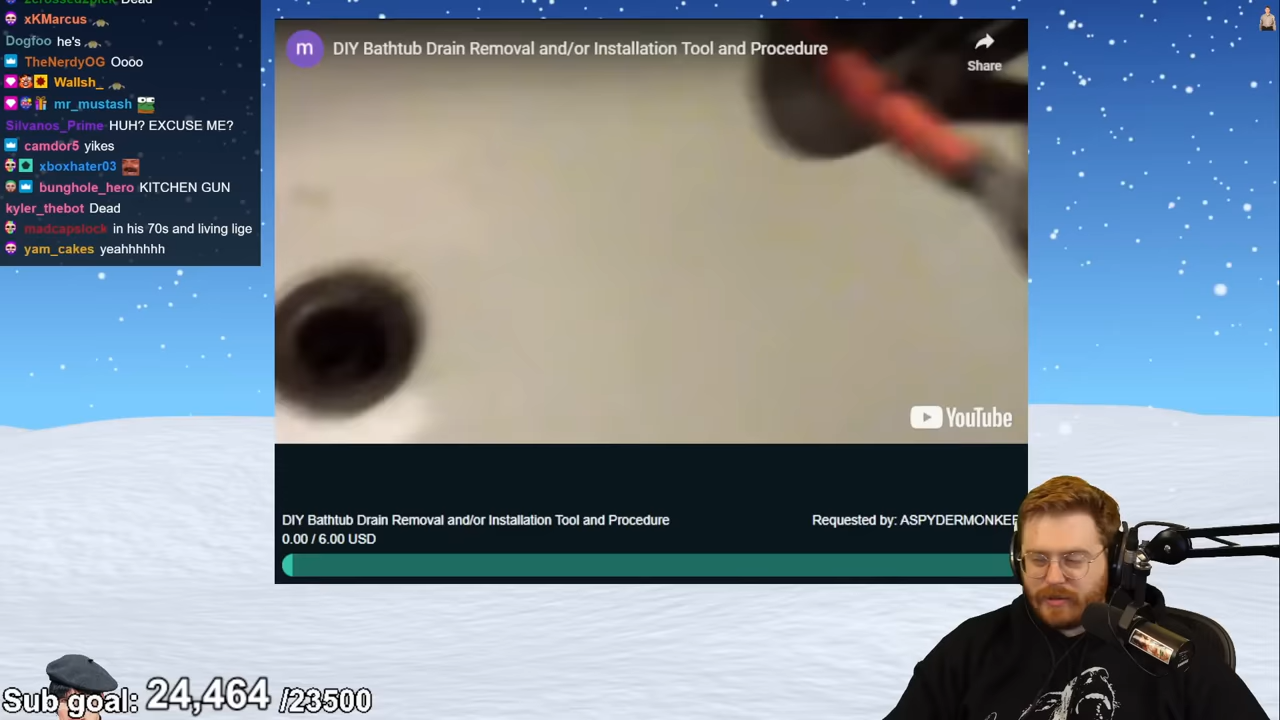 Dead
xKMarcus
Dogfoo he's
TheNerdyOG Oooo
Wallsh_
mr_mustash
Silvanos_Prime HUH? EXCUSE ME?
camdor5 yikes
xboxhater03
bunghole_hero KITCHEN GUN
kyler_thebot Dead
madcapslock in his 70s and living lige
yam_cakes yeahhhhhh
m DIY Bathtub Drain Removal and/or Installation Tool and Procedure
Share
YouTube
DIY Bathtub Drain Removal and/or Installation Tool and Procedure
Requested by: ASPYDERMONKEE
0.00 / 6.00 USD
Sub goal: 24,464 /23500